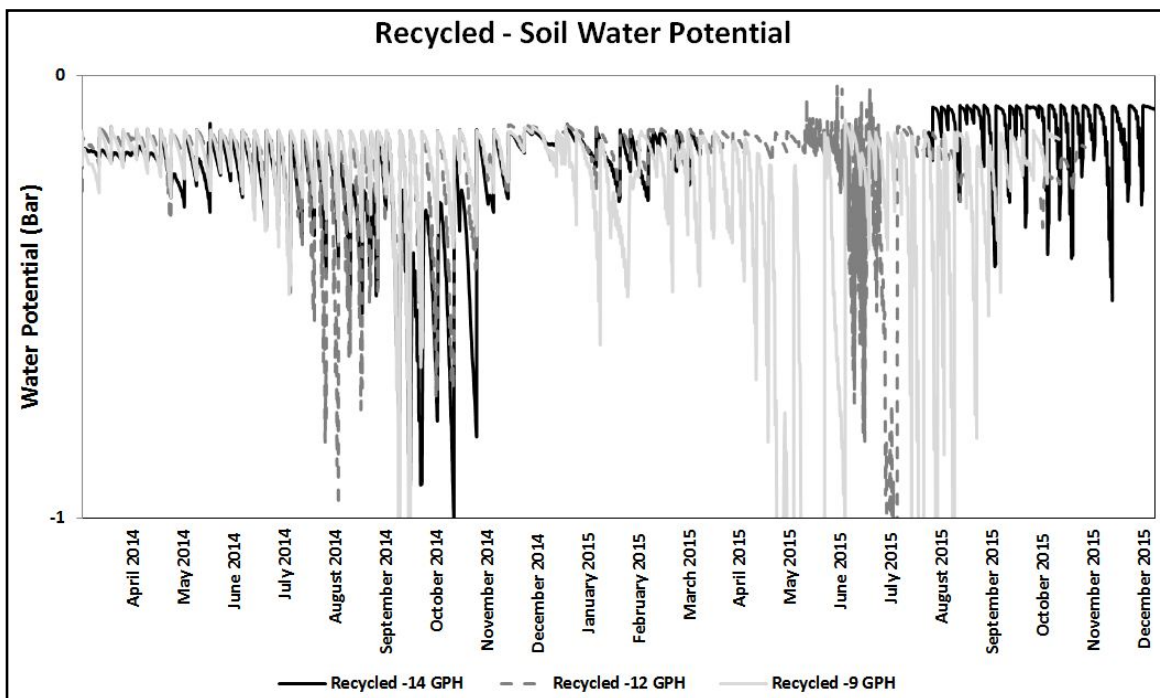 Recycled - Soil Water Potential
0
Water Potential (Bar)
-1
April 2014
May 2014
June 2014
July 2014
August 2014
September 2014
October 2014
November 2014
December 2014
January 2015
February 2015
March 2015
April 2015
May 2015
June 2015
July 2015
August 2015
September 2015
October 2015
November 2015
December 2015
Recycled -14 GPH
Recycled -12 GPH
Recycled -9 GPH